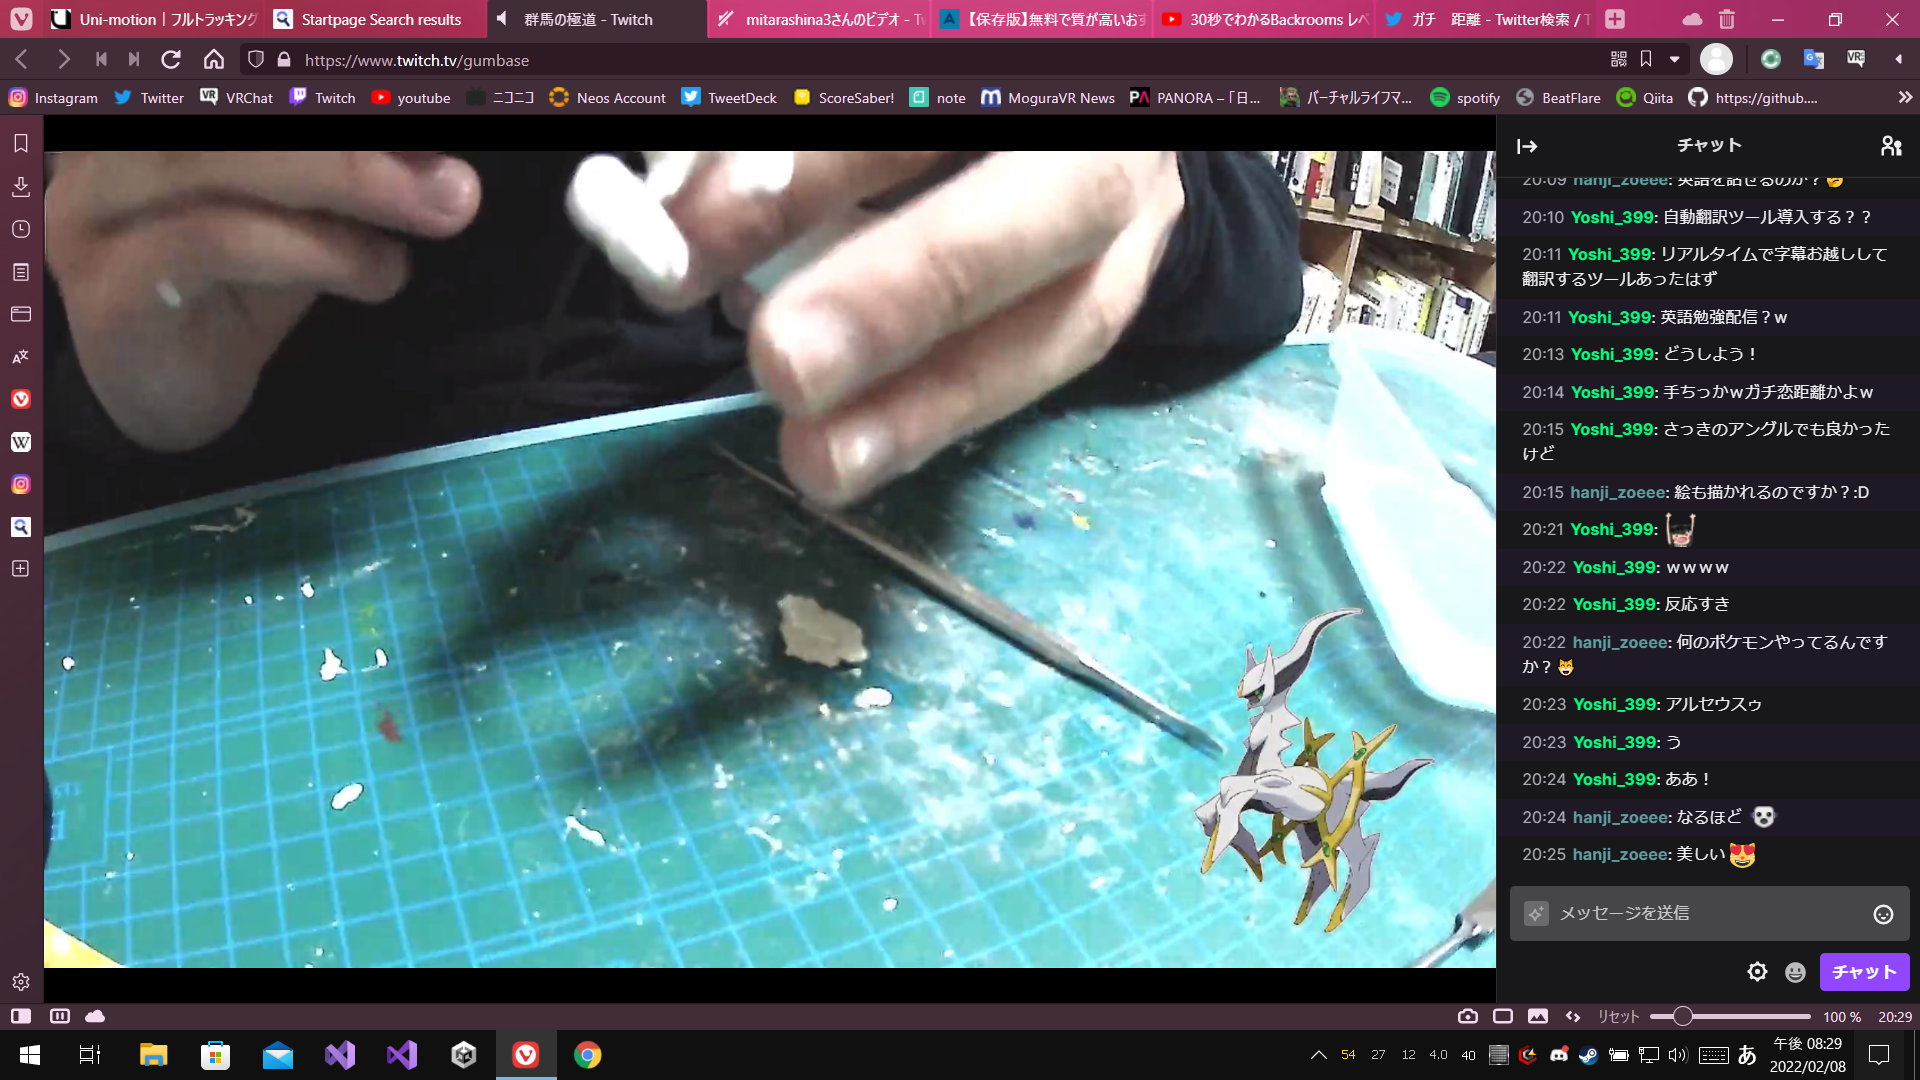 Uni-motion | フルトラッキング
Startpage Search results
群馬の極道 - Twitch
mitarashina3さんのビデオ - Tw
【保存版】無料で質が高いおす
30秒でわかるBackrooms レベ
ガチ 距離 - Twitter検索 / T
https://www.twitch.tv/gumbase
Instagram
Twitter
VRChat
Twitch
youtube
ニコニコ
Neos Account
TweetDeck
ScoreSaber!
note
MoguraVR News
PANORA – 「日...
バーチャルライフマ...
spotify
BeatFlare
Qiita
https://github....
チャット
20:09 hanji_zoeee: 英語を話せるのか？
20:10 Yoshi_399: 自動翻訳ツール導入する？？
20:11 Yoshi_399: リアルタイムで字幕お越しして
翻訳するツールあったはず
20:11 Yoshi_399: 英語勉強配信？w
20:13 Yoshi_399: どうしよう！
20:14 Yoshi_399: 手ちっかwガチ恋距離かよw
20:15 Yoshi_399: さっきのアングルでも良かった
けど
20:15 hanji_zoeee: 絵も描かれるのですか？:D
20:21 Yoshi_399:
20:22 Yoshi_399: ｗｗｗｗ
20:22 Yoshi_399: 反応すき
20:22 hanji_zoeee: 何のポケモンやってるんです
か？
20:23 Yoshi_399: アルセウスゥ
20:23 Yoshi_399: う
20:24 Yoshi_399: ああ！
20:24 hanji_zoeee: なるほど
20:25 hanji_zoeee: 美しい
メッセージを送信
チャット
リセット
100 %
20:29
54 27 12 4.0 40
あ
午後 08:29
2022/02/08